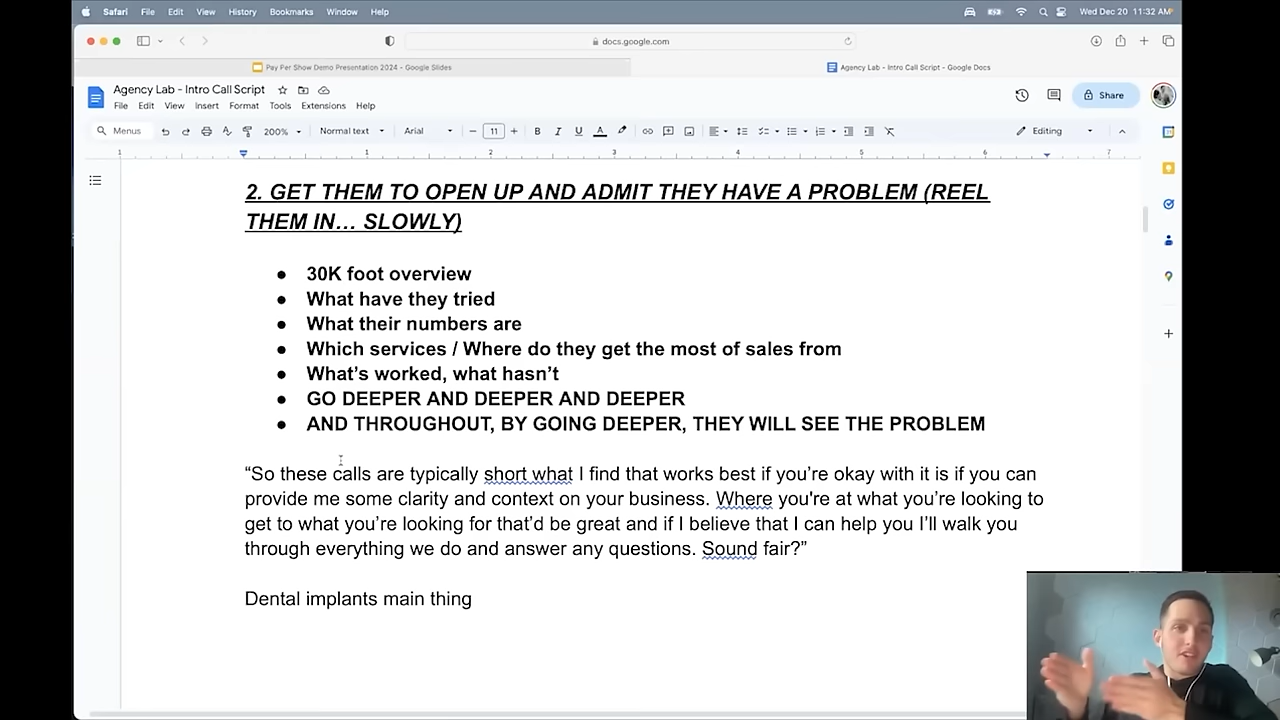 Safari File Edit View History Bookmarks Window Help Wed Dec 20 11:32 AM
docs.google.com
Pay Per Show Demo Presentation 2024 - Google Slides Agency Lab - Intro Call Script - Google Docs
Agency Lab - Intro Call Script
File Edit View Insert Format Tools Extensions Help
Share
Menus 200% Normal text Arial 11 B I U A Editing
1 1 2 3 4 5 6 7
2. GET THEM TO OPEN UP AND ADMIT THEY HAVE A PROBLEM (REEL
THEM IN… SLOWLY)
● 30K foot overview
● What have they tried
● What their numbers are
● Which services / Where do they get the most of sales from
● What’s worked, what hasn’t
● GO DEEPER AND DEEPER AND DEEPER
● AND THROUGHOUT, BY GOING DEEPER, THEY WILL SEE THE PROBLEM
“So these calls are typically short what I find that works best if you’re okay with it is if you can
provide me some clarity and context on your business. Where you're at what you’re looking to
get to what you’re looking for that’d be great and if I believe that I can help you I’ll walk you
through everything we do and answer any questions. Sound fair?”
Dental implants main thing